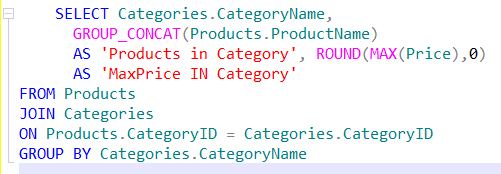 SELECT Categories.CategoryName,
GROUP_CONCAT(Products.ProductName)
AS 'Products in Category', ROUND(MAX(Price),0)
AS 'MaxPrice IN Category'
FROM Products
JOIN Categories
ON Products.CategoryID = Categories.CategoryID
GROUP BY Categories.CategoryName